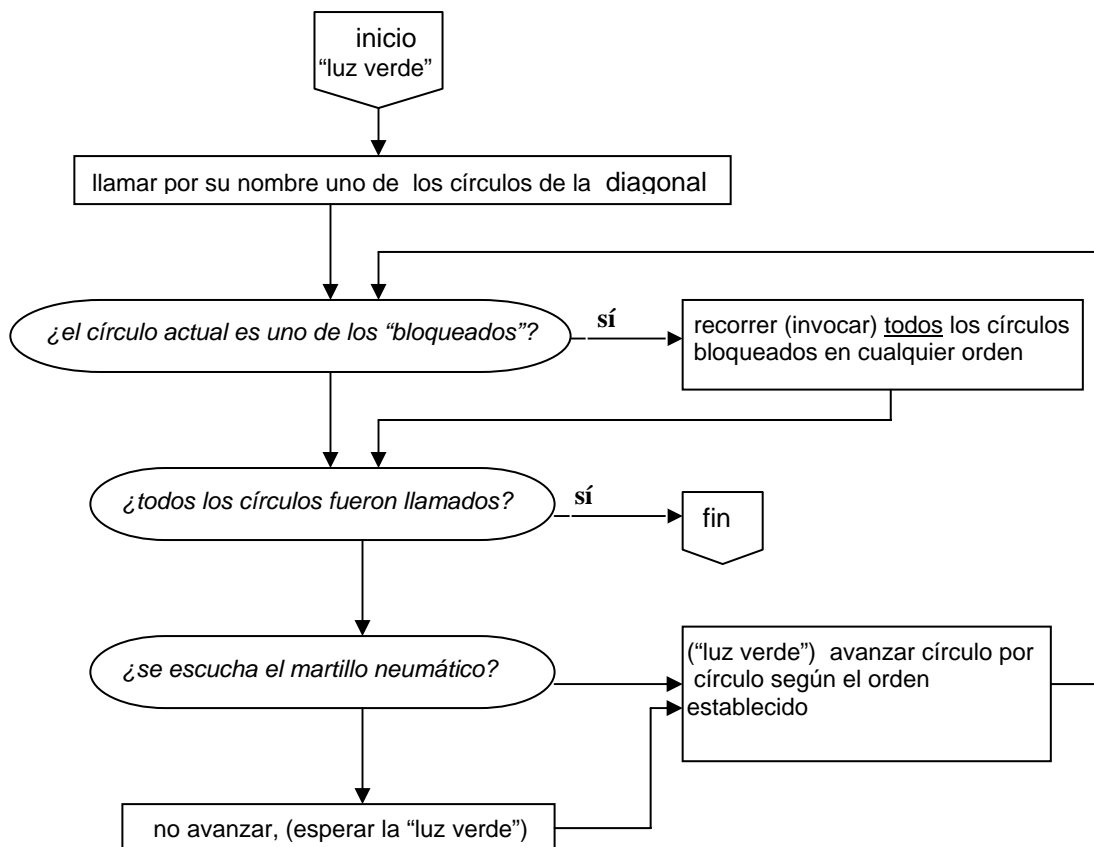 inicio
“luz verde”
llamar por su nombre uno de los círculos de la diagonal
¿el círculo actual es uno de los “bloqueados”?
sí
recorrer (invocar) todos los círculos
bloqueados en cualquier orden
¿todos los círculos fueron llamados?
sí
fin
¿se escucha el martillo neumático?
(“luz verde”) avanzar círculo por
círculo según el orden
establecido
no avanzar, (esperar la “luz verde”)